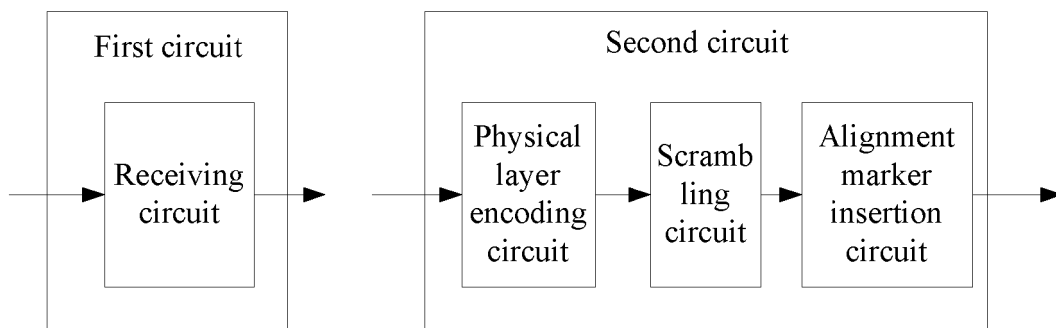 First circuit
Receiving
circuit
Second circuit
Physical
layer
encoding
circuit
Scramb
ling
circuit
Alignment
marker
insertion
circuit